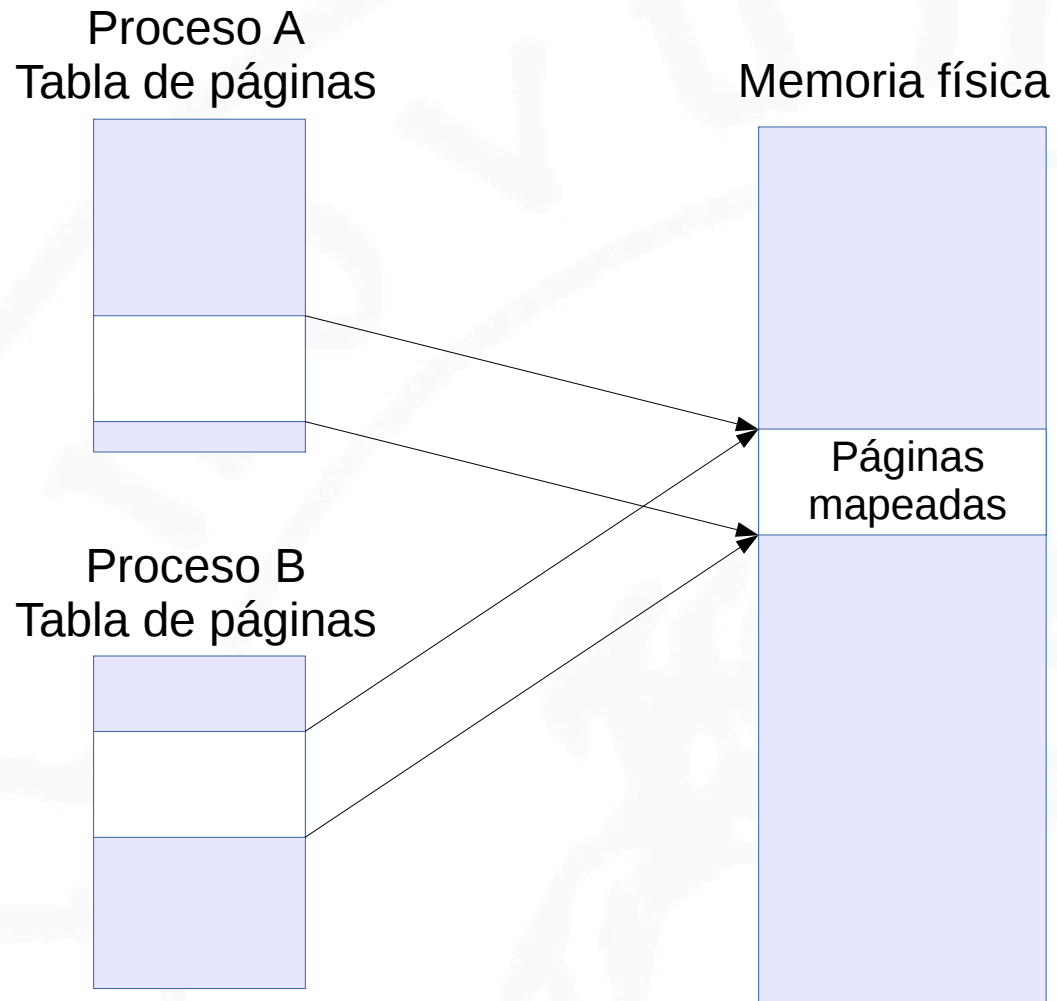 Proceso A
Tabla de páginas
Memoria física
Páginas
mapeadas
Proceso B
Tabla de páginas